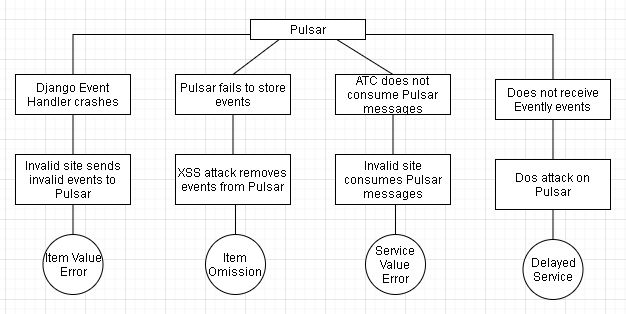 Pulsar
Django Event
Handler crashes
Pulsar fails to store
events
ATC does not
consume Pulsar
messages
Does not receive
Evently events
Invalid site sends
invalid events to
Pulsar
XSS attack removes
events from Pulsar
Invalid site
consumes Pulsar
messages
Dos attack on
Pulsar
Item Value
Error
Item
Omission
Service
Value
Error
Delayed
Service